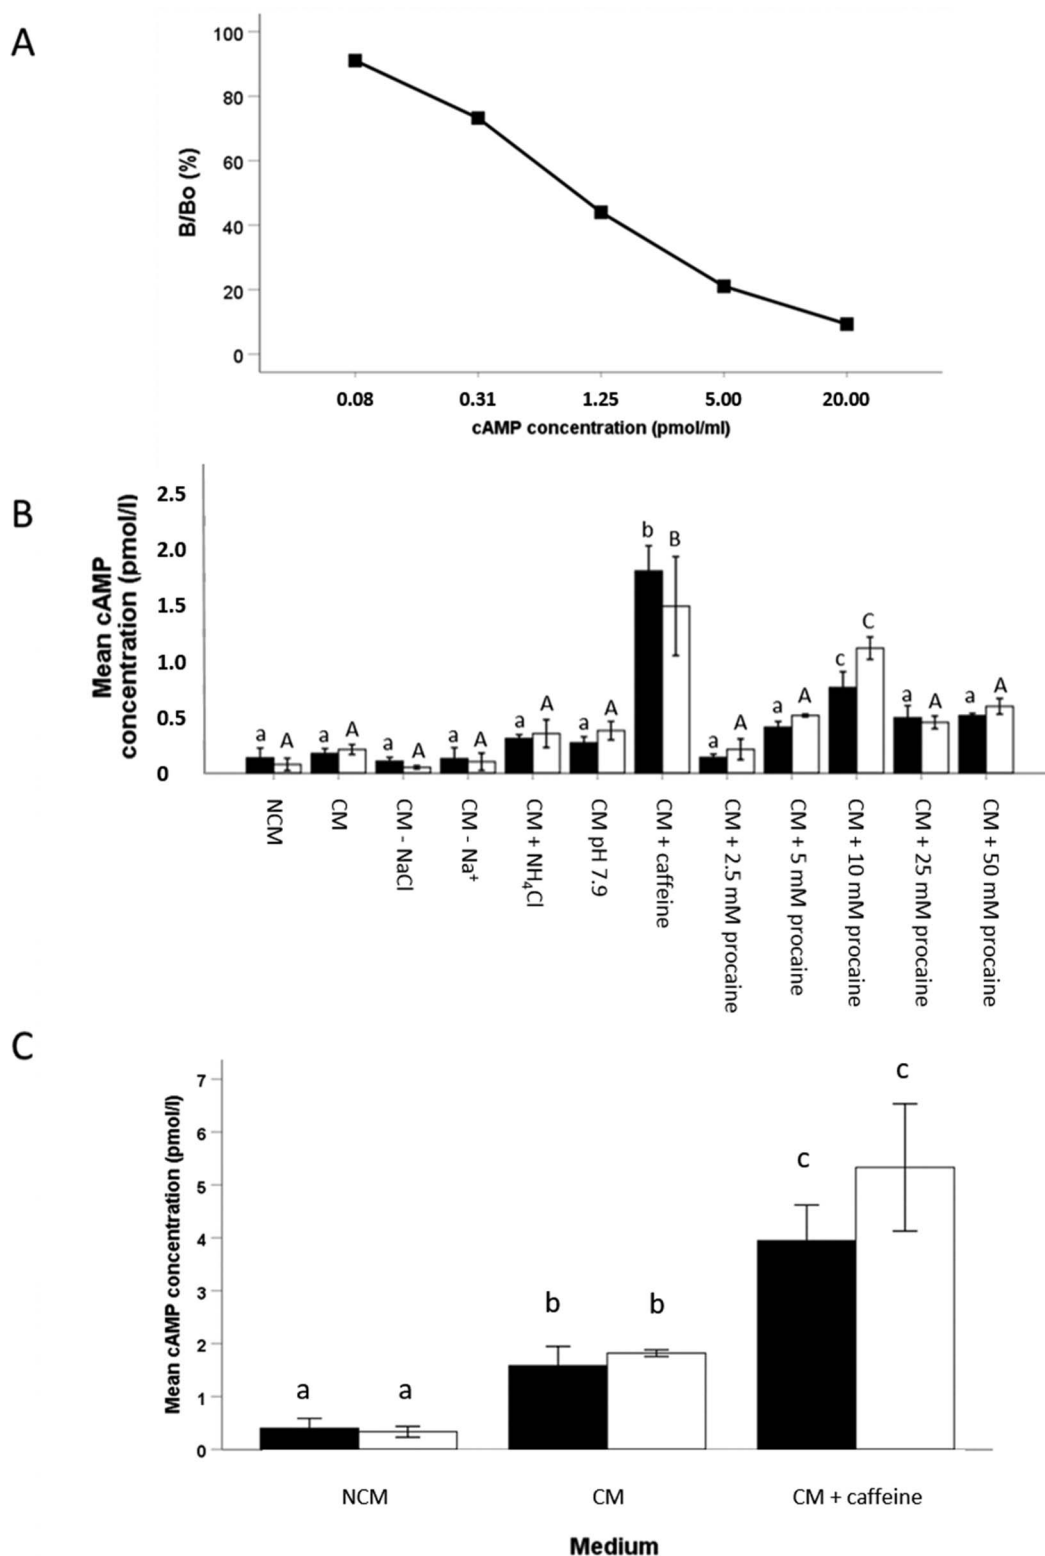 A
100
80
60
40
20
0
B/Bo (%)
0.08 0.31 1.25 5.00 20.00
cAMP concentration (pmol/ml)
B
2.5
2.0
1.5
1.0
0.5
0
Mean cAMP
concentration (pmol/l)
a A a A a A a A a A a A b B a A a A c C a A a A
NCM
CM
CM - NaCl
CM - Na⁺
CM + NH₄Cl
CM pH 7.9
CM + caffeine
CM + 2.5 mM procaine
CM + 5 mM procaine
CM + 10 mM procaine
CM + 25 mM procaine
CM + 50 mM procaine
C
7
6
5
4
3
2
1
0
Mean cAMP concentration (pmol/l)
a a b b c c
NCM CM CM + caffeine
Medium